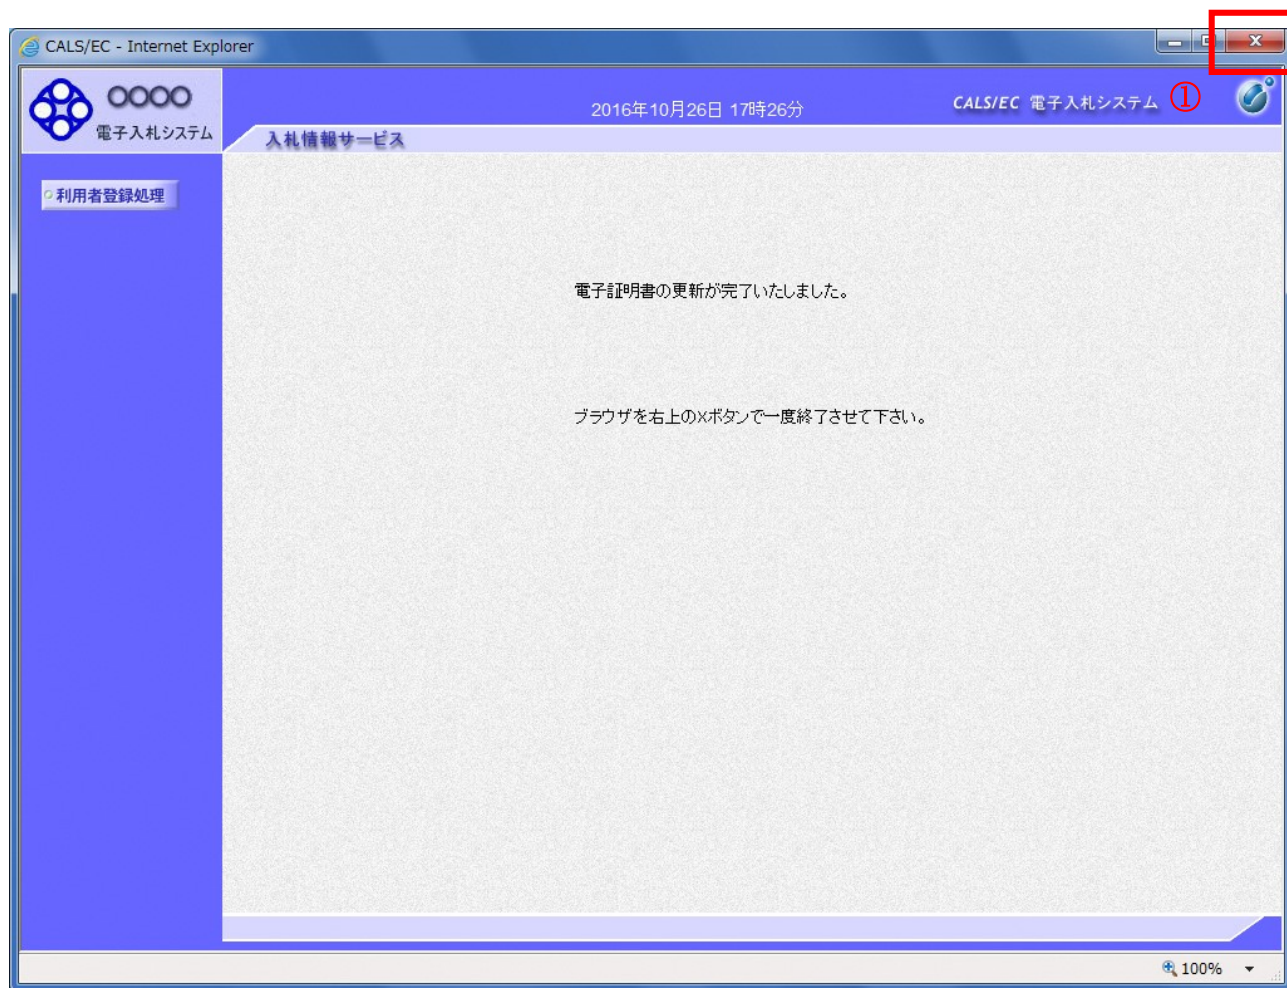 CALS/EC - Internet Explorer
〇〇〇〇
電子入札システム
2016年10月26日 17時26分
CALS/EC 電子入札システム
①
入札情報サービス
利用者登録処理
電子証明書の更新が完了いたしました。
ブラウザを右上のXボタンで一度終了させて下さい。
100%